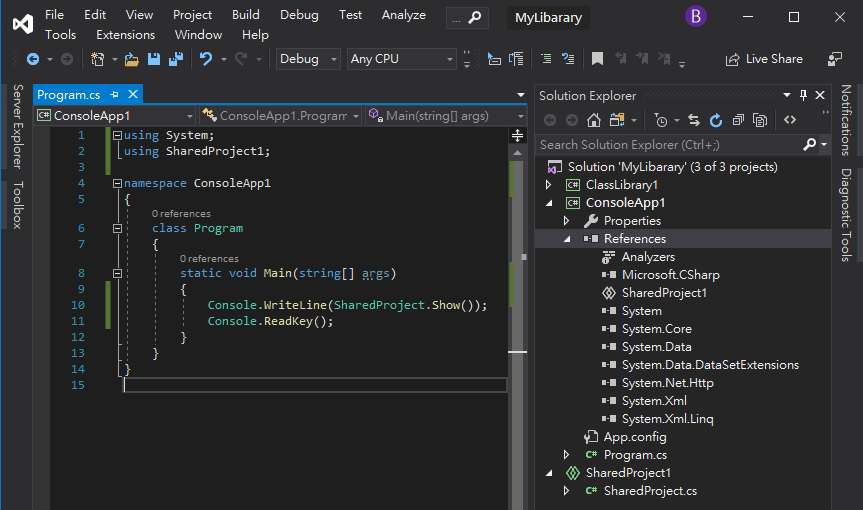 File Edit View Project Build Debug Test Analyze ... MyLibarary B
Tools Extensions Window Help
Debug Any CPU Live Share
Server Explorer
Toolbox
Program.cs
ConsoleApp1 ConsoleApp1.Program Main(string[] args)
1 using System;
2 using SharedProject1;
3
4 namespace ConsoleApp1
5 {
0 references
6 class Program
7 {
0 references
8 static void Main(string[] args)
9 {
10 Console.WriteLine(SharedProject.Show());
11 Console.ReadKey();
12 }
13 }
14 }
15
Solution Explorer
Search Solution Explorer (Ctrl+;)
Solution 'MyLibarary' (3 of 3 projects)
C# ClassLibrary1
C# ConsoleApp1
Properties
References
Analyzers
Microsoft.CSharp
SharedProject1
System
System.Core
System.Data
System.Data.DataSetExtensions
System.Net.Http
System.Xml
System.Xml.Linq
App.config
C# Program.cs
SharedProject1
C# SharedProject.cs
Notifications
Diagnostic Tools